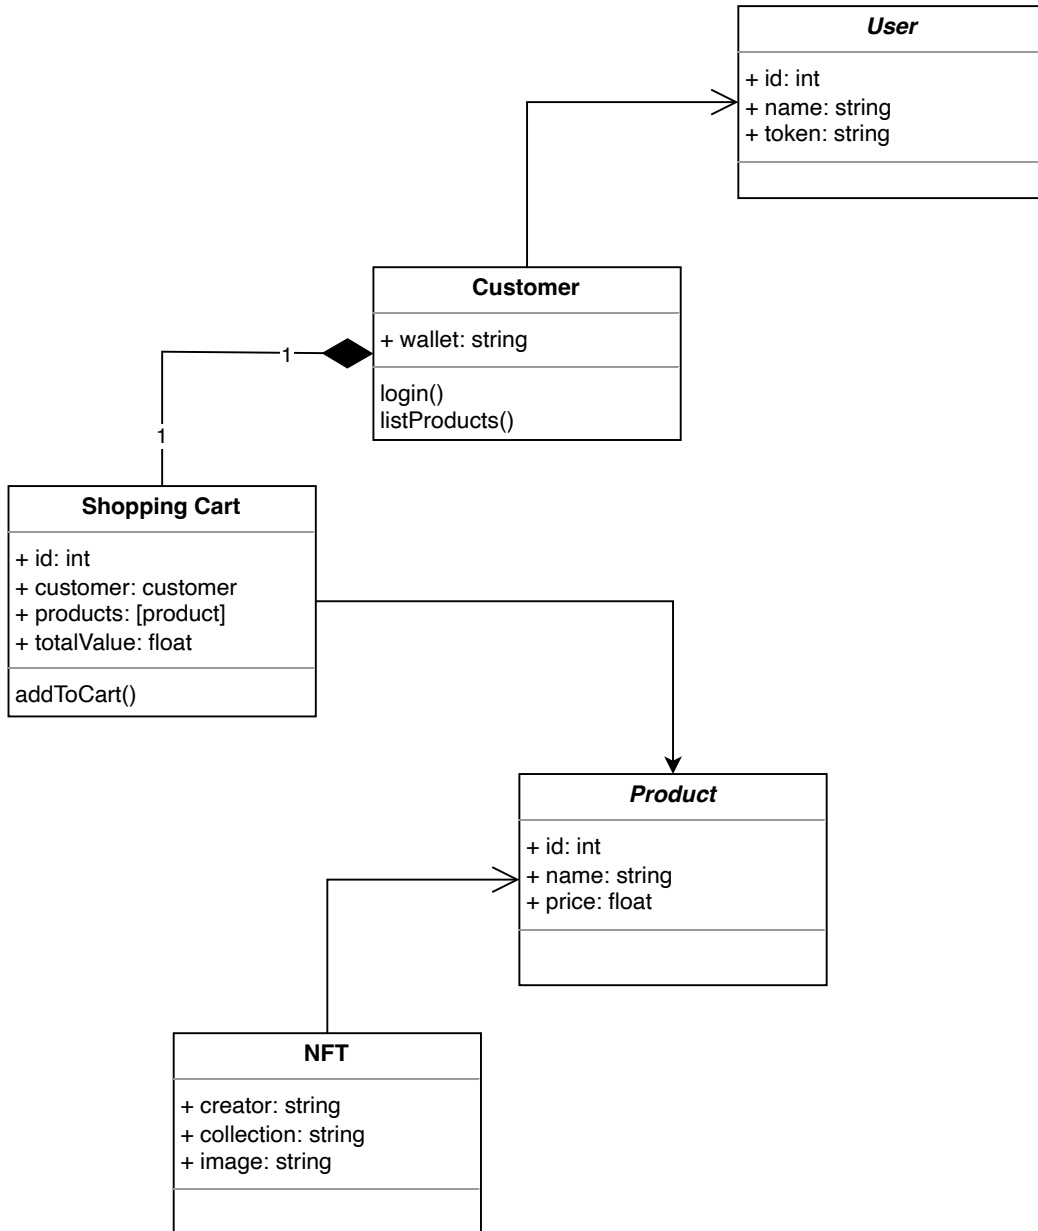 User
+ id: int
+ name: string
+ token: string
Customer
+ wallet: string
login()
listProducts()
1
1
Shopping Cart
+ id: int
+ customer: customer
+ products: [product]
+ totalValue: float
addToCart()
Product
+ id: int
+ name: string
+ price: float
NFT
+ creator: string
+ collection: string
+ image: string